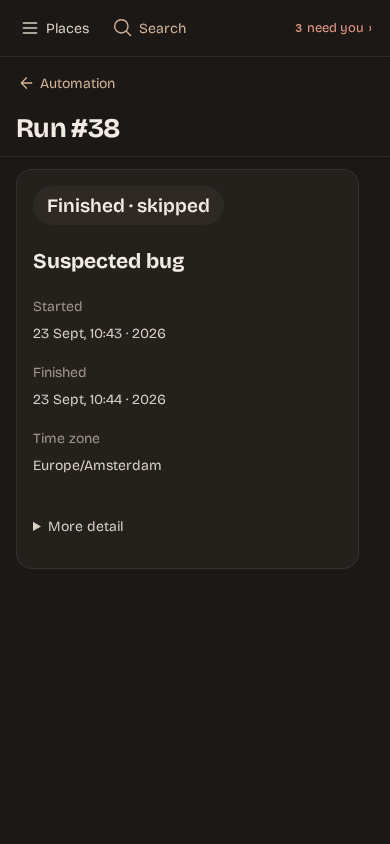 Places
Search
3 need you ›
← Automation
Run #38
Finished · skipped
Suspected bug
Started
23 Sept, 10:43 · 2026
Finished
23 Sept, 10:44 · 2026
Time zone
Europe/Amsterdam
▶ More detail